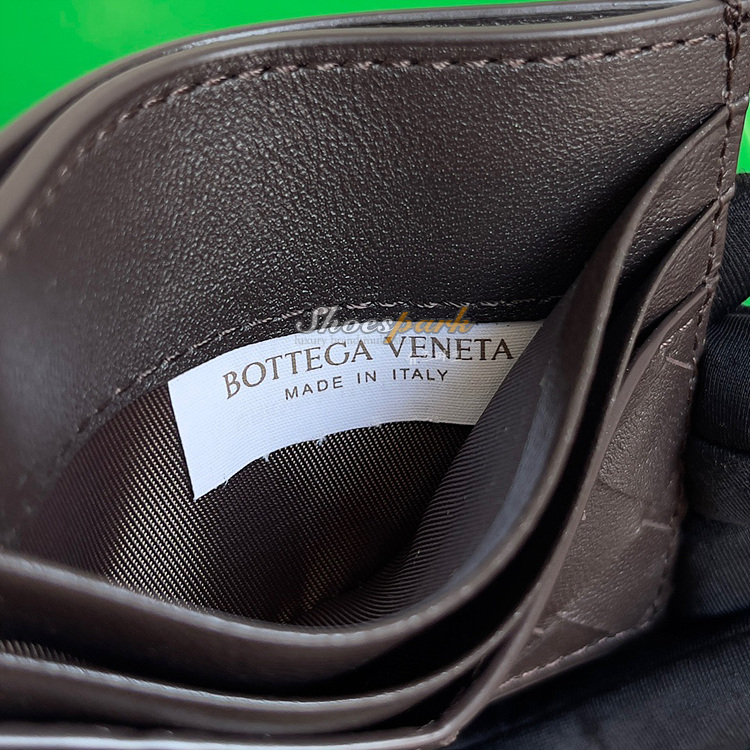 Shoespark
BOTTEGA VENETA
MADE IN ITALY